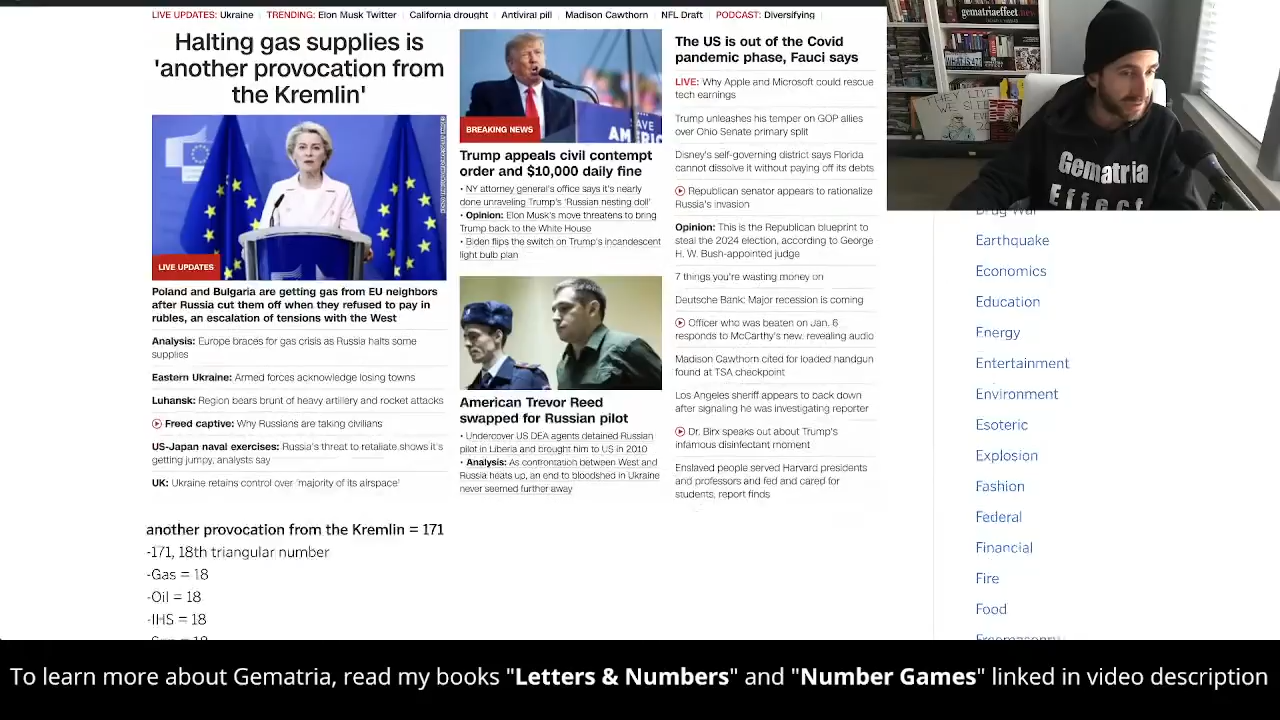 LIVE UPDATES: Ukraine
TRENDING: Elon Musk Twitter
California drought
Antiviral pill
Madison Cawthorn
NFL Draft
PODCAST: Diversifying
Halting gas supplies is
'another provocation from
the Kremlin'
LIVE UPDATES
Poland and Bulgaria are getting gas from EU neighbors
after Russia cut them off when they refused to pay in
rubles, an escalation of tensions with the West
Analysis: Europe braces for gas crisis as Russia halts some
supplies
Eastern Ukraine: Armed forces acknowledge losing towns
Luhansk: Region bears brunt of heavy artillery and rocket attacks
Freed captive: Why Russians are taking civilians
US-Japan naval exercises: Russia's threat to retaliate shows it's
getting jumpy, analysts say
UK: Ukraine retains control over 'majority of its airspace'
BREAKING NEWS
Trump appeals civil contempt
order and $10,000 daily fine
• NY attorney general's office says it's nearly
done unraveling Trump's 'Russian nesting doll'
• Opinion: Elon Musk's move threatens to bring
Trump back to the White House
• Biden flips the switch on Trump's incandescent
light bulb plan
American Trevor Reed
swapped for Russian pilot
• Undercover US DEA agents detained Russian
pilot in Liberia and brought him to US in 2010
• Analysis: As confrontation between West and
Russia heats up, an end to bloodshed in Ukraine
never seemed further away
The US is out of the Covid
pandemic phase, Fauci says
LIVE: Why Apple and Microsoft could rescue
tech earnings
Trump unleashes his temper on GOP allies
over Ohio Senate primary split
Disney's self-governing district says Florida
cannot dissolve it without paying off its debts
Republican senator appears to rationalize
Russia's invasion
Opinion: This is the Republican blueprint to
steal the 2024 election, according to George
H. W. Bush-appointed judge
7 things you're wasting money on
Deutsche Bank: Major recession is coming
Officer who was beaten on Jan. 6
responds to McCarthy's new, revealing audio
Madison Cawthorn cited for loaded handgun
found at TSA checkpoint
Los Angeles sheriff appears to back down
after signaling he was investigating reporter
Dr. Birx speaks out about Trump's
infamous disinfectant moment
Enslaved people served Harvard presidents
and professors and fed and cared for
students, report finds
another provocation from the Kremlin = 171
-171, 18th triangular number
-Gas = 18
-Oil = 18
-IHS = 18
gematriaeffect.news
Gematria
Effect
Drug War
Earthquake
Economics
Education
Energy
Entertainment
Environment
Esoteric
Explosion
Fashion
Federal
Financial
Fire
Food
Freemasonry
To learn more about Gematria, read my books "Letters & Numbers" and "Number Games" linked in video description